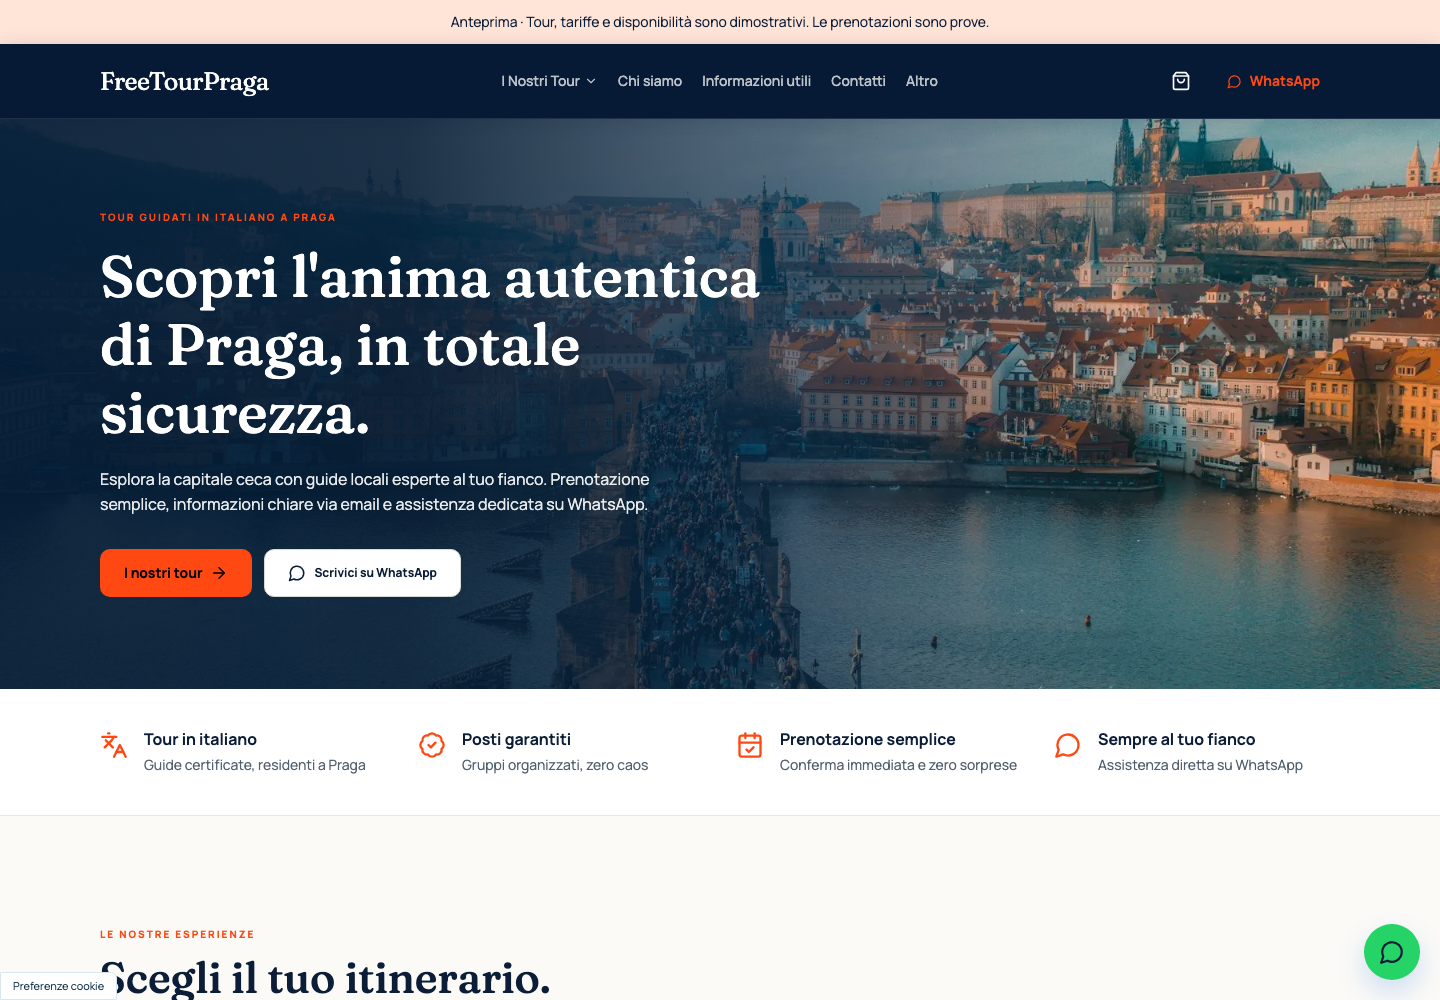 Anteprima · Tour, tariffe e disponibilità sono dimostrativi. Le prenotazioni sono prove.
FreeTourPraga
I Nostri Tour
Chi siamo
Informazioni utili
Contatti
Altro
WhatsApp
TOUR GUIDATI IN ITALIANO A PRAGA
Scopri l'anima autentica
di Praga, in totale
sicurezza.
Esplora la capitale ceca con guide locali esperte al tuo fianco. Prenotazione
semplice, informazioni chiare via email e assistenza dedicata su WhatsApp.
I nostri tour
Scrivici su WhatsApp
Tour in italiano
Guide certificate, residenti a Praga
Posti garantiti
Gruppi organizzati, zero caos
Prenotazione semplice
Conferma immediata e zero sorprese
Sempre al tuo fianco
Assistenza diretta su WhatsApp
LE NOSTRE ESPERIENZE
Scegli il tuo itinerario.
Preferenze cookie